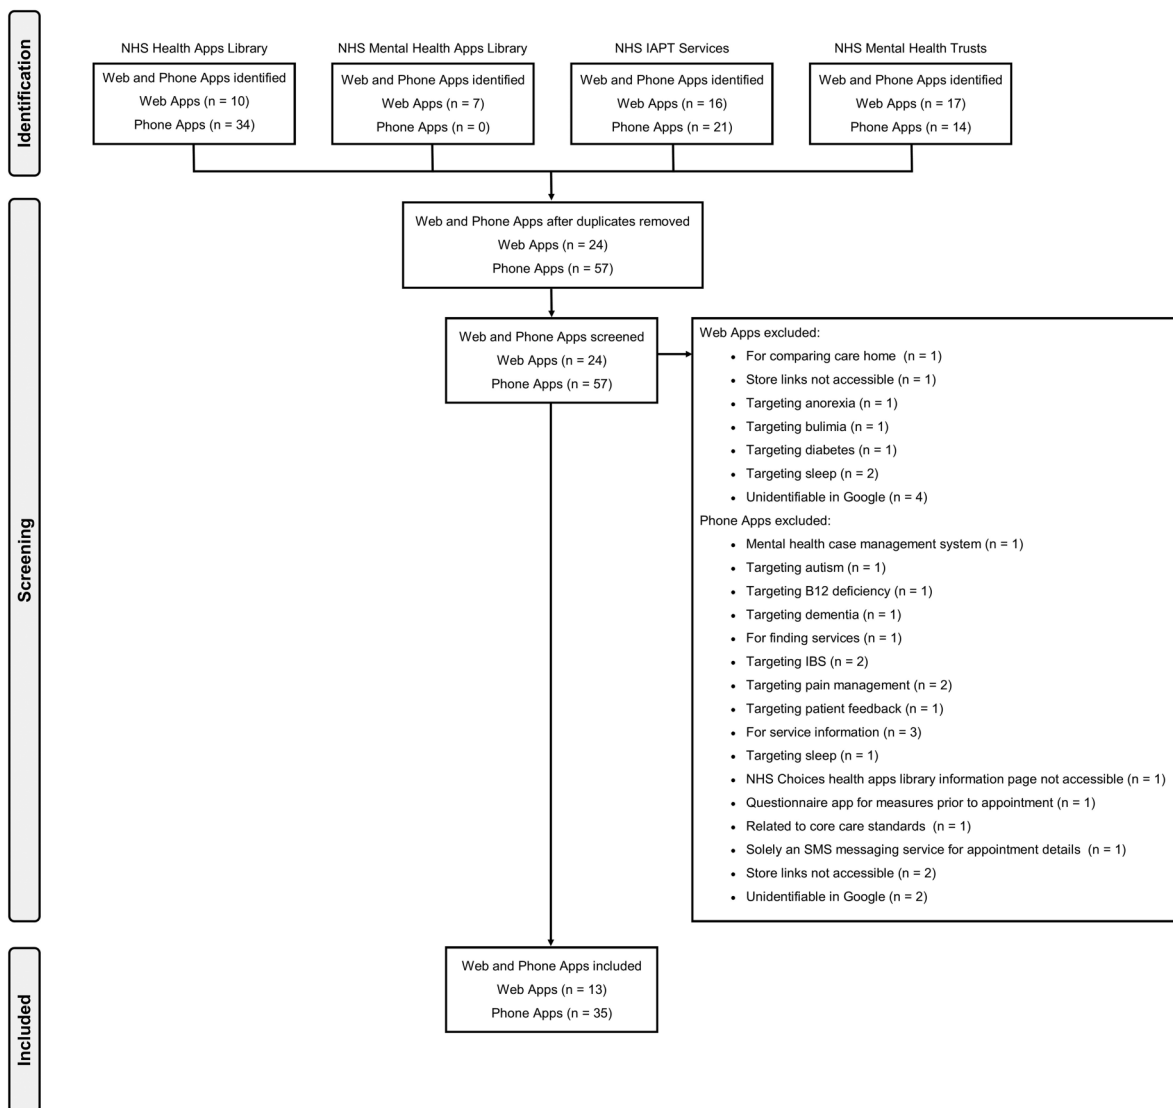 Identification
NHS Health Apps Library
Web and Phone Apps identified
Web Apps (n = 10)
Phone Apps (n = 34)
NHS Mental Health Apps Library
Web and Phone Apps identified
Web Apps (n = 7)
Phone Apps (n = 0)
NHS IAPT Services
Web and Phone Apps identified
Web Apps (n = 16)
Phone Apps (n = 21)
NHS Mental Health Trusts
Web and Phone Apps identified
Web Apps (n = 17)
Phone Apps (n = 14)
Screening
Web and Phone Apps after duplicates removed
Web Apps (n = 24)
Phone Apps (n = 57)
Web and Phone Apps screened
Web Apps (n = 24)
Phone Apps (n = 57)
Web Apps excluded:
• For comparing care home (n = 1)
• Store links not accessible (n = 1)
• Targeting anorexia (n = 1)
• Targeting bulimia (n = 1)
• Targeting diabetes (n = 1)
• Targeting sleep (n = 2)
• Unidentifiable in Google (n = 4)
Phone Apps excluded:
• Mental health case management system (n = 1)
• Targeting autism (n = 1)
• Targeting B12 deficiency (n = 1)
• Targeting dementia (n = 1)
• For finding services (n = 1)
• Targeting IBS (n = 2)
• Targeting pain management (n = 2)
• Targeting patient feedback (n = 1)
• For service information (n = 3)
• Targeting sleep (n = 1)
• NHS Choices health apps library information page not accessible (n = 1)
• Questionnaire app for measures prior to appointment (n = 1)
• Related to core care standards (n = 1)
• Solely an SMS messaging service for appointment details (n = 1)
• Store links not accessible (n = 2)
• Unidentifiable in Google (n = 2)
Included
Web and Phone Apps included
Web Apps (n = 13)
Phone Apps (n = 35)